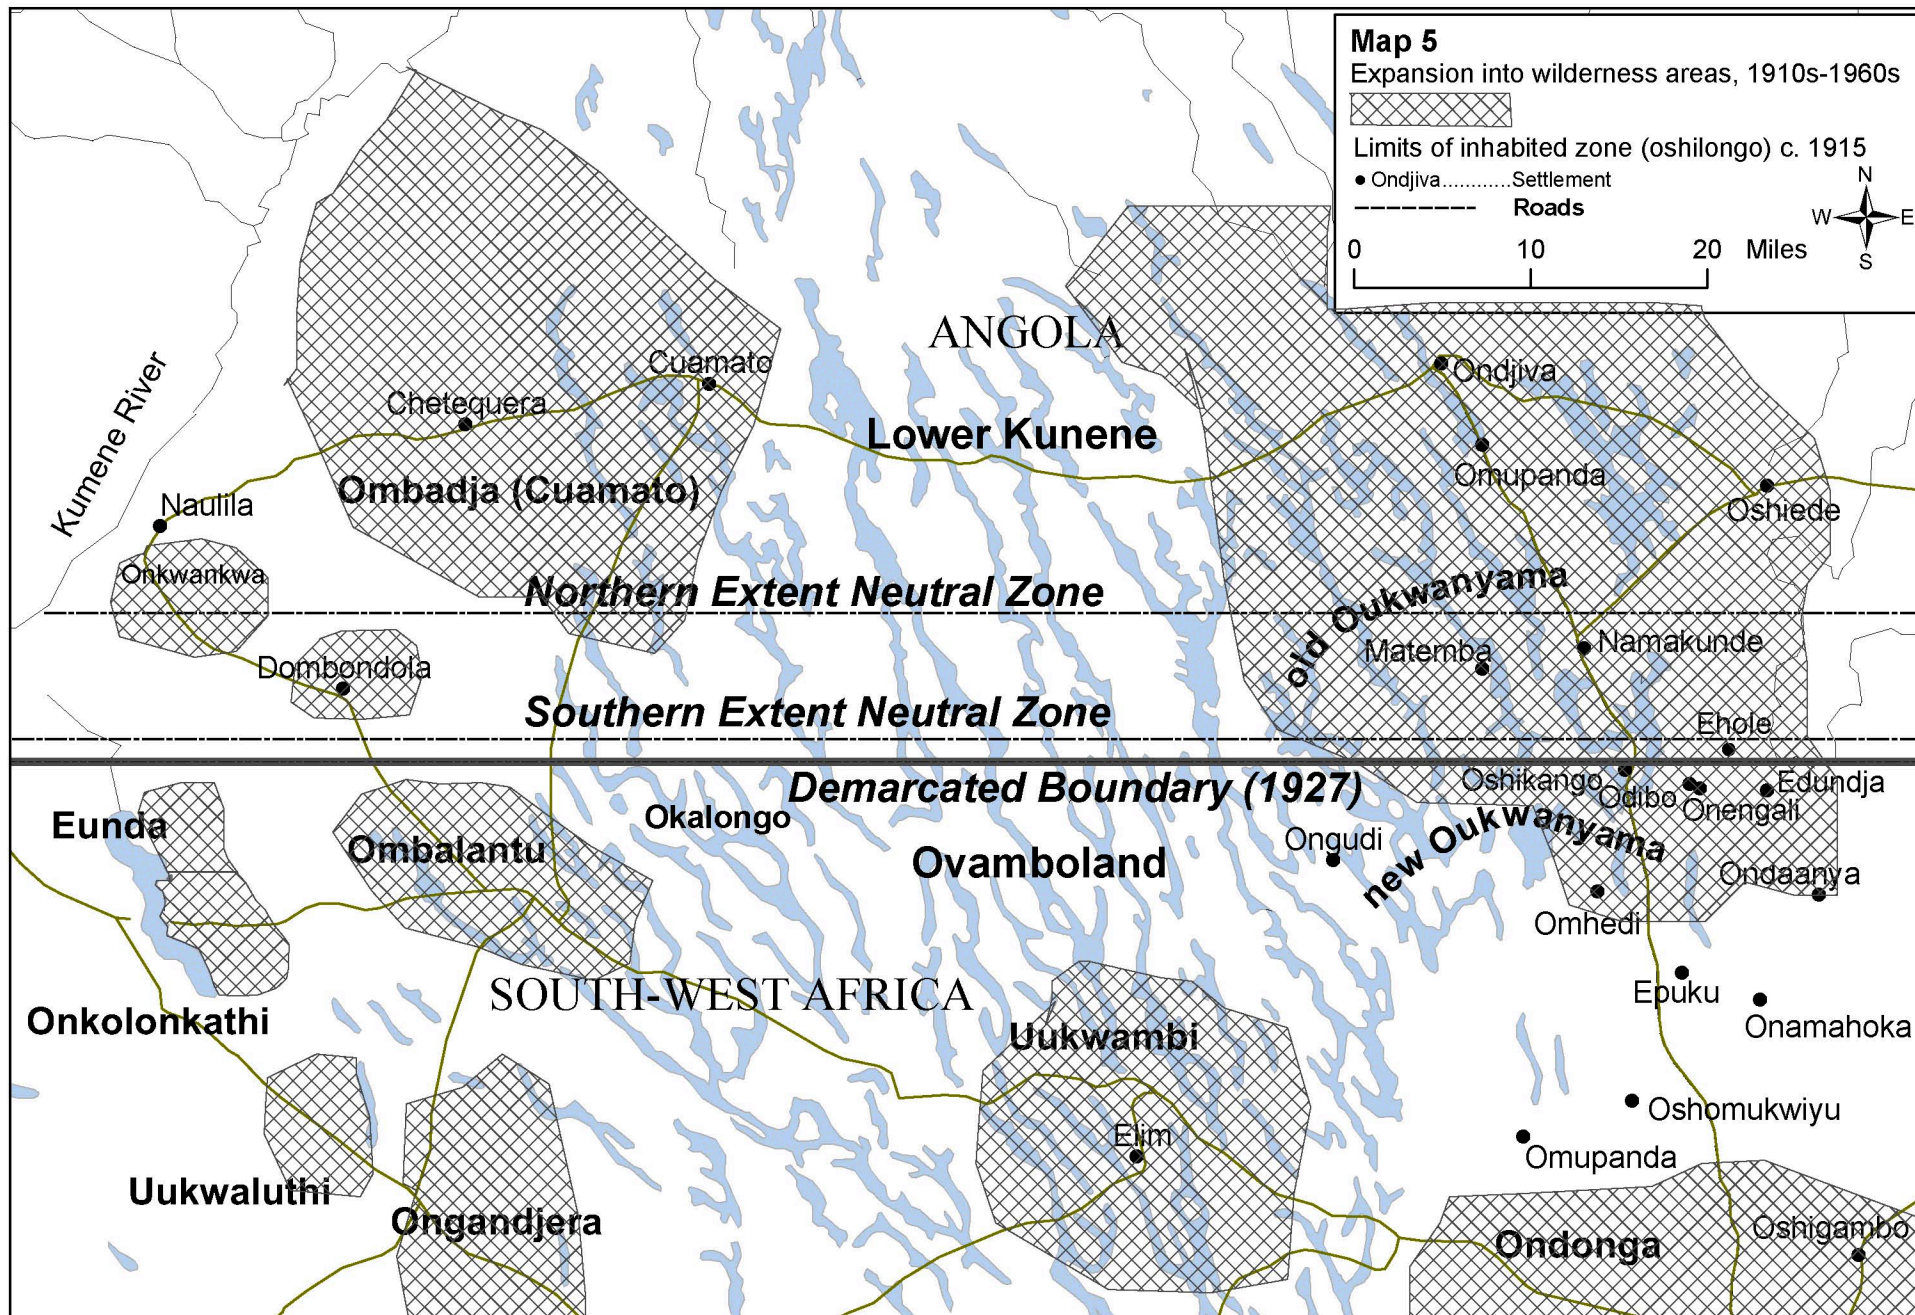 Map 5
Expansion into wilderness areas, 1910s-1960s
Limits of inhabited zone (oshilongo) c. 1915
Ondjiva............Settlement
Roads
N
W
E
S
0 10 20 Miles
ANGOLA
Cuamato
Ondjiva
Chetequera
Kumene River
Lower Kunene
Omupanda
Ombadja (Cuamato)
Naulila
Oshiede
Onkwankwa
Northern Extent Neutral Zone
old Oukwanyama
Dombondola
Matemba
Namakunde
Southern Extent Neutral Zone
Ehole
Demarcated Boundary (1927)
Oshikango
Odibo
Edundja
Onengali
Eunda
Okalongo
Ombalantu
Ovamboland
Ongudi
new Oukwanyama
Ondaanya
Omhedi
SOUTH-WEST AFRICA
Epuku
Onkolonkathi
Uukwambi
Onamahoka
Oshomukwiyu
Elim
Omupanda
Uukwaluthi
Ongandjera
Ondonga
Oshigambo